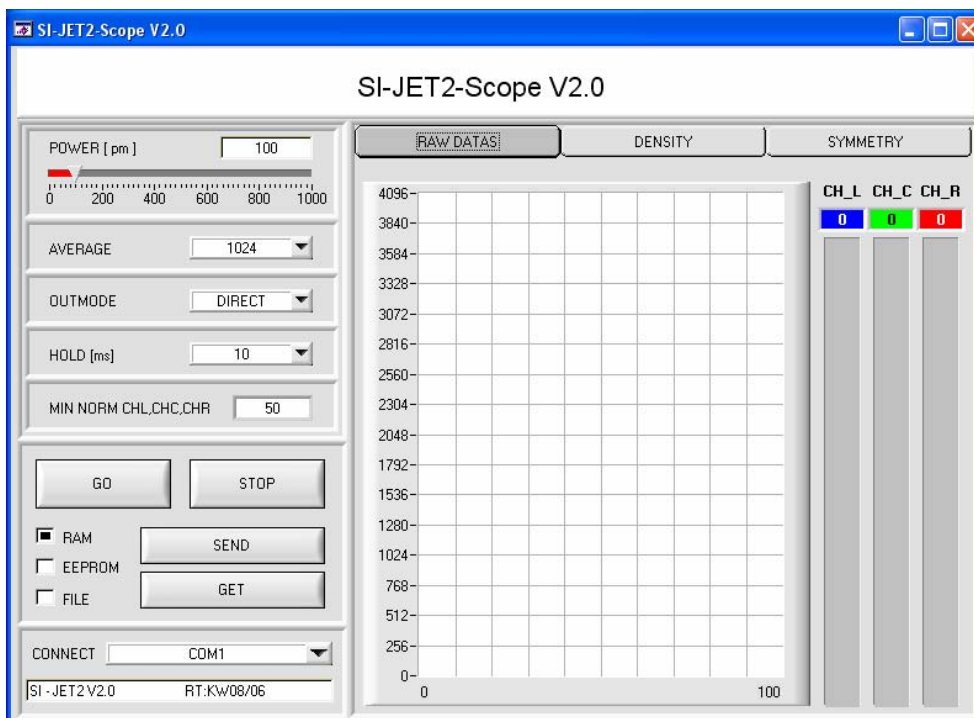 SI-JET2-Scope V2.0
SI-JET2-Scope V2.0
POWER [ pm ] 100
0 200 400 600 800 1000
AVERAGE 1024
OUTMODE DIRECT
HOLD [ms] 10
MIN NORM CHL,CHC,CHR 50
GO STOP
RAM
EEPROM
FILE
SEND
GET
CONNECT COM1
SI - JET2 V2.0 RT:KW08/06
RAW DATAS DENSITY SYMMETRY
4096
3840
3584
3328
3072
2816
2560
2304
2048
1792
1536
1280
1024
768
512
256
0
0 100
CH_L CH_C CH_R
0 0 0